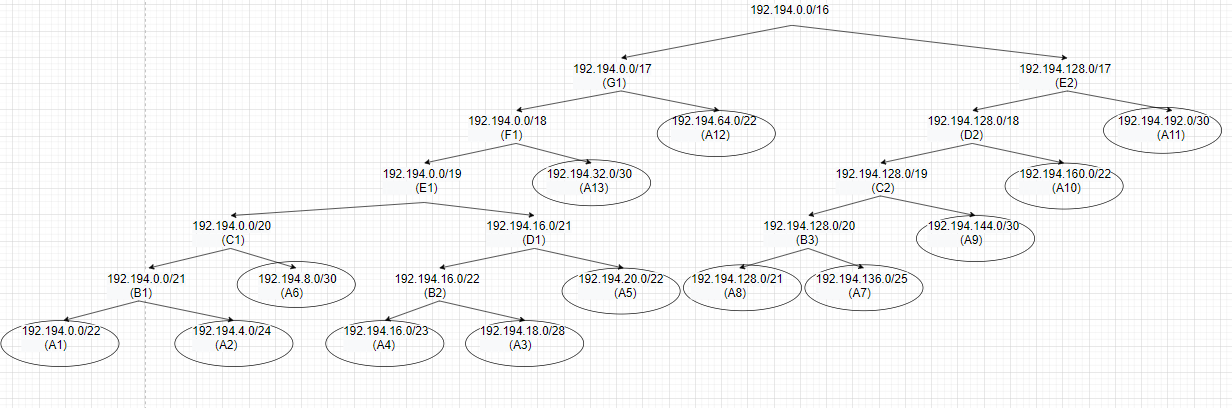 192.194.0.0/16
192.194.0.0/17
(G1)
192.194.128.0/17
(E2)
192.194.0.0/18
(F1)
192.194.64.0/22
(A12)
192.194.128.0/18
(D2)
192.194.192.0/30
(A11)
192.194.0.0/19
(E1)
192.194.32.0/30
(A13)
192.194.128.0/19
(C2)
192.194.160.0/22
(A10)
192.194.0.0/20
(C1)
192.194.16.0/21
(D1)
192.194.128.0/20
(B3)
192.194.144.0/30
(A9)
192.194.0.0/21
(B1)
192.194.8.0/30
(A6)
192.194.16.0/22
(B2)
192.194.20.0/22
(A5)
192.194.128.0/21
(A8)
192.194.136.0/25
(A7)
192.194.0.0/22
(A1)
192.194.4.0/24
(A2)
192.194.16.0/23
(A4)
192.194.18.0/28
(A3)